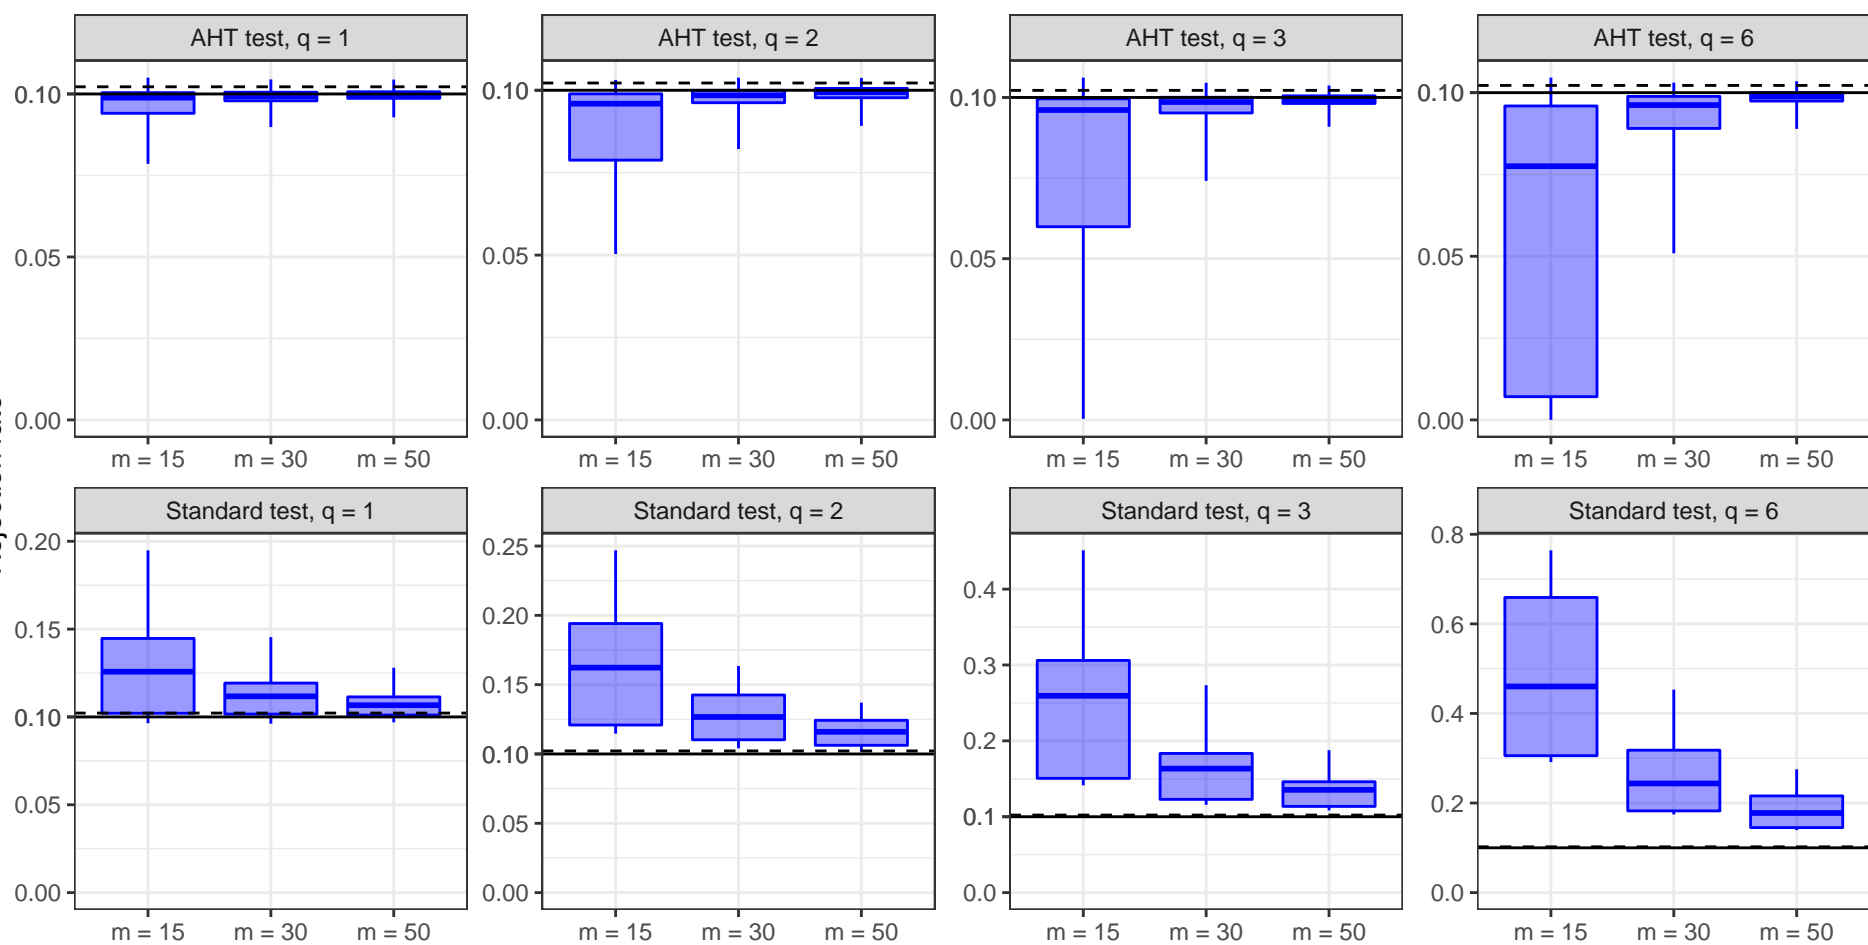 AHT test, q = 1
AHT test, q = 2
AHT test, q = 3
AHT test, q = 6
0.10
0.05
0.00
0.10
0.05
0.00
0.10
0.05
0.00
0.10
0.05
0.00
m = 15 m = 30 m = 50
m = 15 m = 30 m = 50
m = 15 m = 30 m = 50
m = 15 m = 30 m = 50
Standard test, q = 1
Standard test, q = 2
Standard test, q = 3
Standard test, q = 6
0.20
0.15
0.10
0.05
0.00
0.25
0.20
0.15
0.10
0.05
0.00
0.4
0.3
0.2
0.1
0.0
0.8
0.6
0.4
0.2
0.0
m = 15 m = 30 m = 50
m = 15 m = 30 m = 50
m = 15 m = 30 m = 50
m = 15 m = 30 m = 50